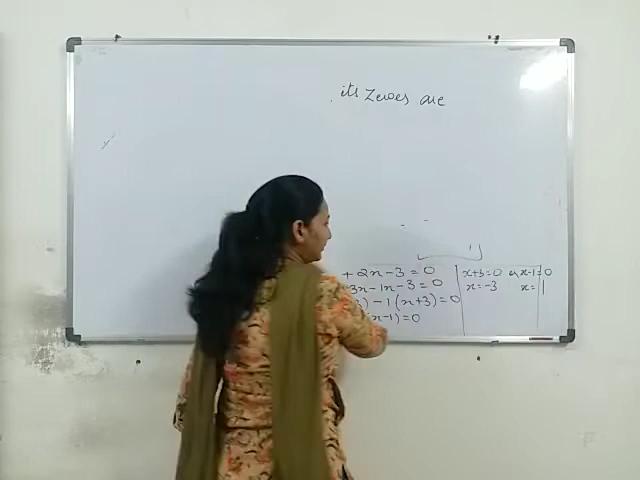 its Zeroes are
+ 2x - 3 = 0
3x - 1x - 3 = 0
) - 1 (x + 3) = 0
x - 1) = 0
x + 3 = 0 or x - 1 = 0
x = -3 x = 1